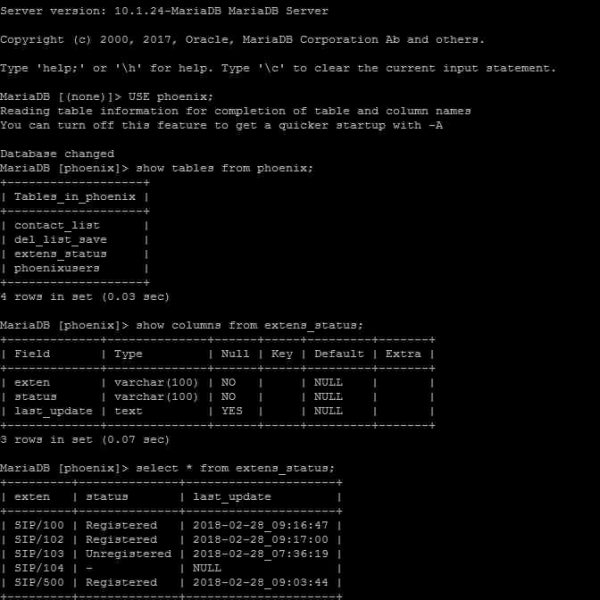 Server version: 10.1.24-MariaDB MariaDB Server
Copyright (c) 2000, 2017, Oracle, MariaDB Corporation Ab and others.
Type 'help;' or '\h' for help. Type '\c' to clear the current input statement.
MariaDB [(none)]> USE phoenix;
Reading table information for completion of table and column names
You can turn off this feature to get a quicker startup with -A
Database changed
MariaDB [phoenix]> show tables from phoenix;
+-------------------+
| Tables_in_phoenix |
+-------------------+
| contact_list      |
| del_list_save     |
| extens_status     |
| phoenixusers      |
+-------------------+
4 rows in set (0.03 sec)
MariaDB [phoenix]> show columns from extens_status;
+-------------+--------------+------+-----+---------+-------+
| Field       | Type         | Null | Key | Default | Extra |
+-------------+--------------+------+-----+---------+-------+
| exten       | varchar(100) | NO   |     | NULL    |       |
| status      | varchar(100) | NO   |     | NULL    |       |
| last_update | text         | YES  |     | NULL    |       |
+-------------+--------------+------+-----+---------+-------+
3 rows in set (0.07 sec)
MariaDB [phoenix]> select * from extens_status;
+---------+--------------+---------------------+
| exten   | status       | last_update         |
+---------+--------------+---------------------+
| SIP/100 | Registered   | 2018-02-28_09:16:47 |
| SIP/102 | Registered   | 2018-02-28_09:17:00 |
| SIP/103 | Unregistered | 2018-02-28_07:36:19 |
| SIP/104 | -            | NULL                |
| SIP/500 | Registered   | 2018-02-28_09:03:44 |
+---------+--------------+---------------------+